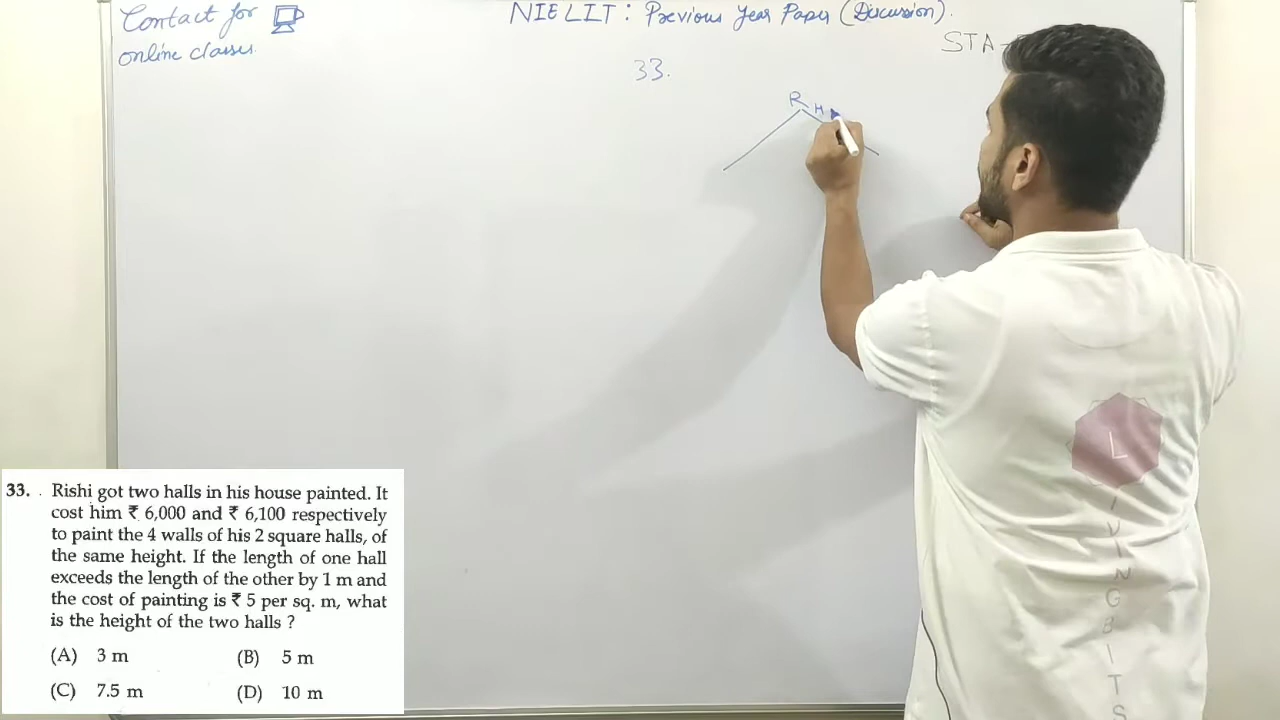 Contact for
online classes.
NIELIT : Previous Year Paper (Discussion).
STA
33.
R H
33. Rishi got two halls in his house painted. It
cost him ₹ 6,000 and ₹ 6,100 respectively
to paint the 4 walls of his 2 square halls, of
the same height. If the length of one hall
exceeds the length of the other by 1 m and
the cost of painting is ₹ 5 per sq. m, what
is the height of the two halls ?
(A) 3 m (B) 5 m
(C) 7.5 m (D) 10 m
L
I
V
I
N
G
B
I
T
S